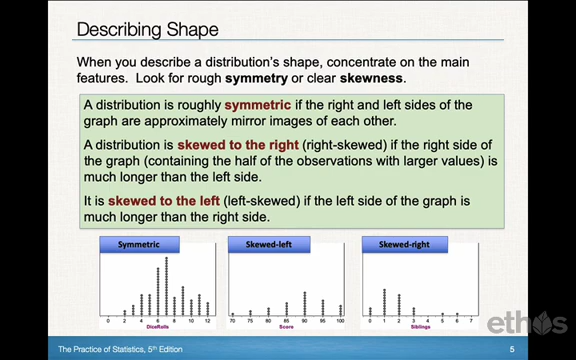 Describing Shape
When you describe a distribution's shape, concentrate on the main
features. Look for rough symmetry or clear skewness.
A distribution is roughly symmetric if the right and left sides of the
graph are approximately mirror images of each other.
A distribution is skewed to the right (right-skewed) if the right side of
the graph (containing the half of the observations with larger values) is
much longer than the left side.
It is skewed to the left (left-skewed) if the left side of the graph is
much longer than the right side.
Symmetric
0 2 4 6 8 10 12
DiceRolls
Skewed-left
70 75 80 85 90 95 100
Score
Skewed-right
0 1 2 3 4 5 6 7
Siblings
ethos
The Practice of Statistics, 5th Edition
5